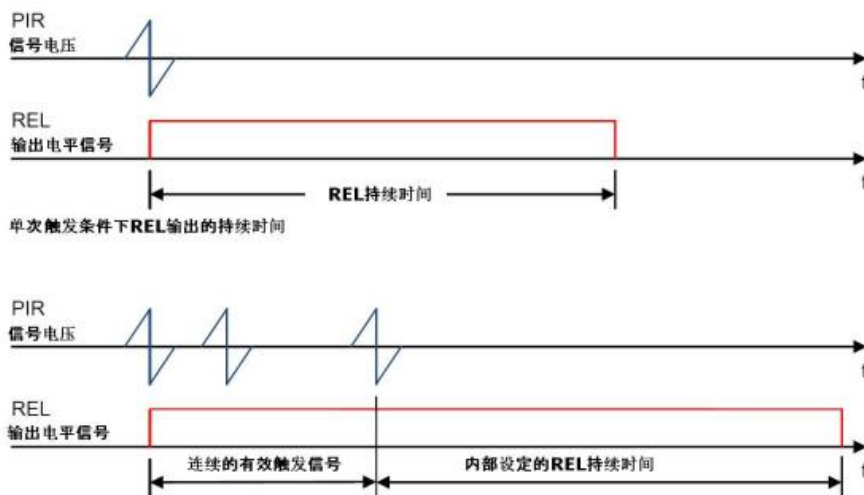 PIR
信号电压
t
REL
输出电平信号
t
REL持续时间
单次触发条件下REL输出的持续时间
PIR
信号电压
t
REL
输出电平信号
t
连续的有效触发信号
内部设定的REL持续时间